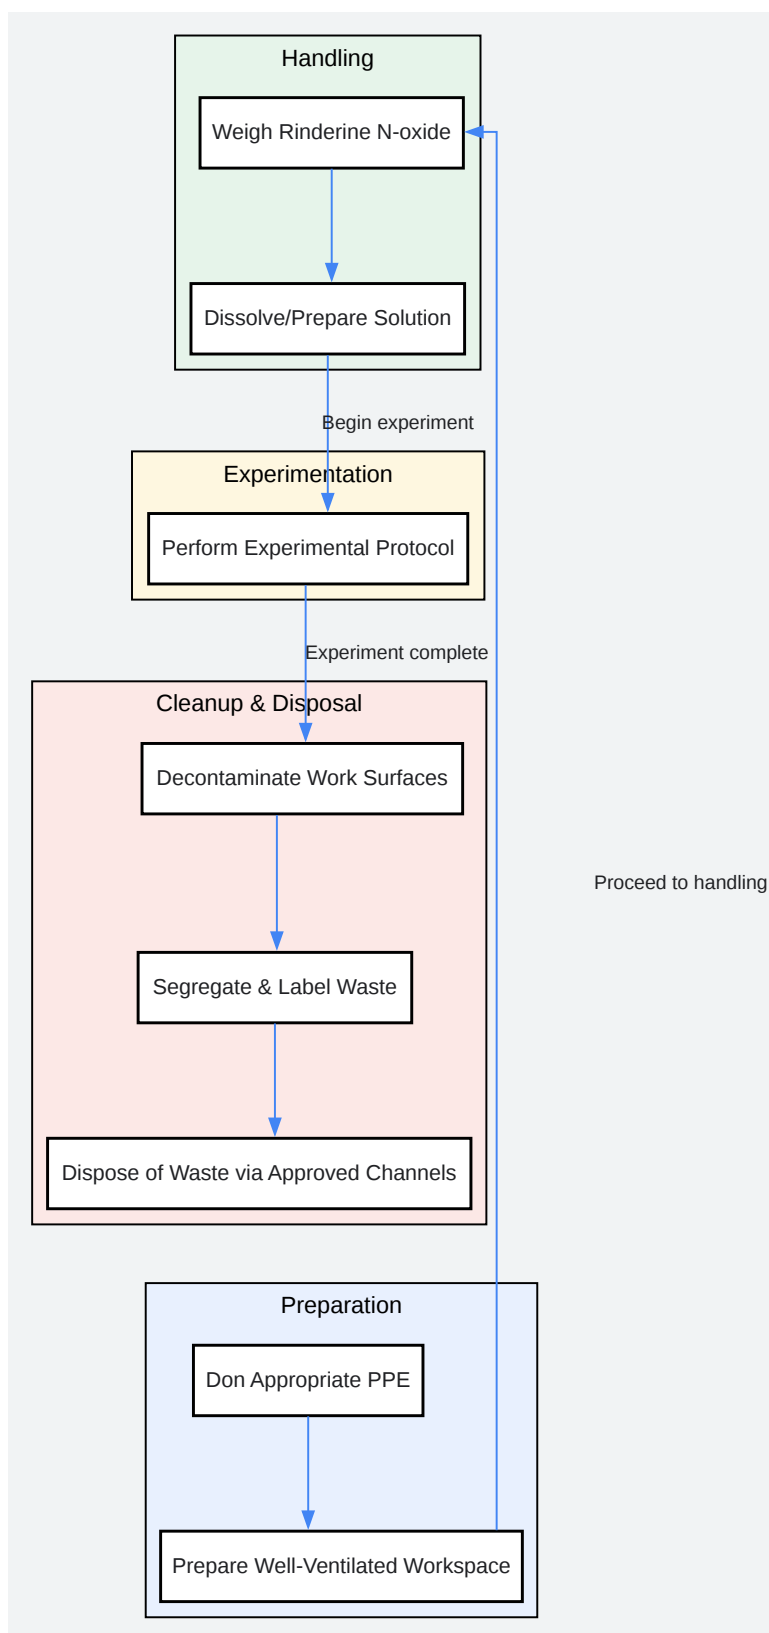 Handling
Weigh Rinderine N-oxide
Dissolve/Prepare Solution
Begin experiment
Experimentation
Perform Experimental Protocol
Experiment complete
Cleanup & Disposal
Decontaminate Work Surfaces
Proceed to handling
Segregate & Label Waste
Dispose of Waste via Approved Channels
Preparation
Don Appropriate PPE
Prepare Well-Ventilated Workspace